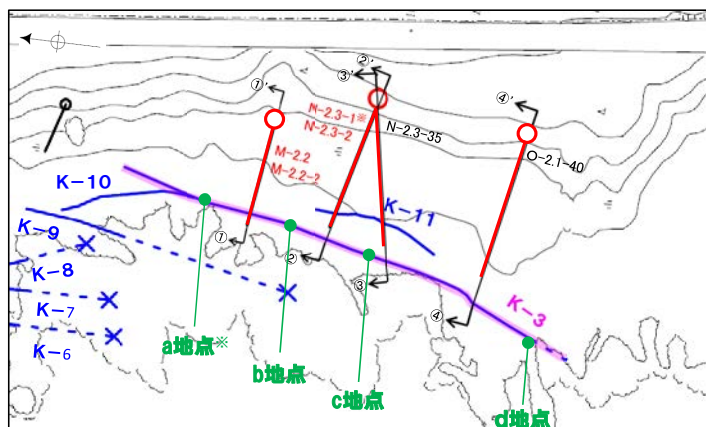 ②'
③'
①'
M-2.3-1※
N-2.3-2
N-2.3-35
④'
O-2.1-40
M-2.2
M-2.2-2
K-10
K-11
①
K-9
②
K-8
③
K-3
K-7
④
K-6
a地点※
b地点
c地点
d地点